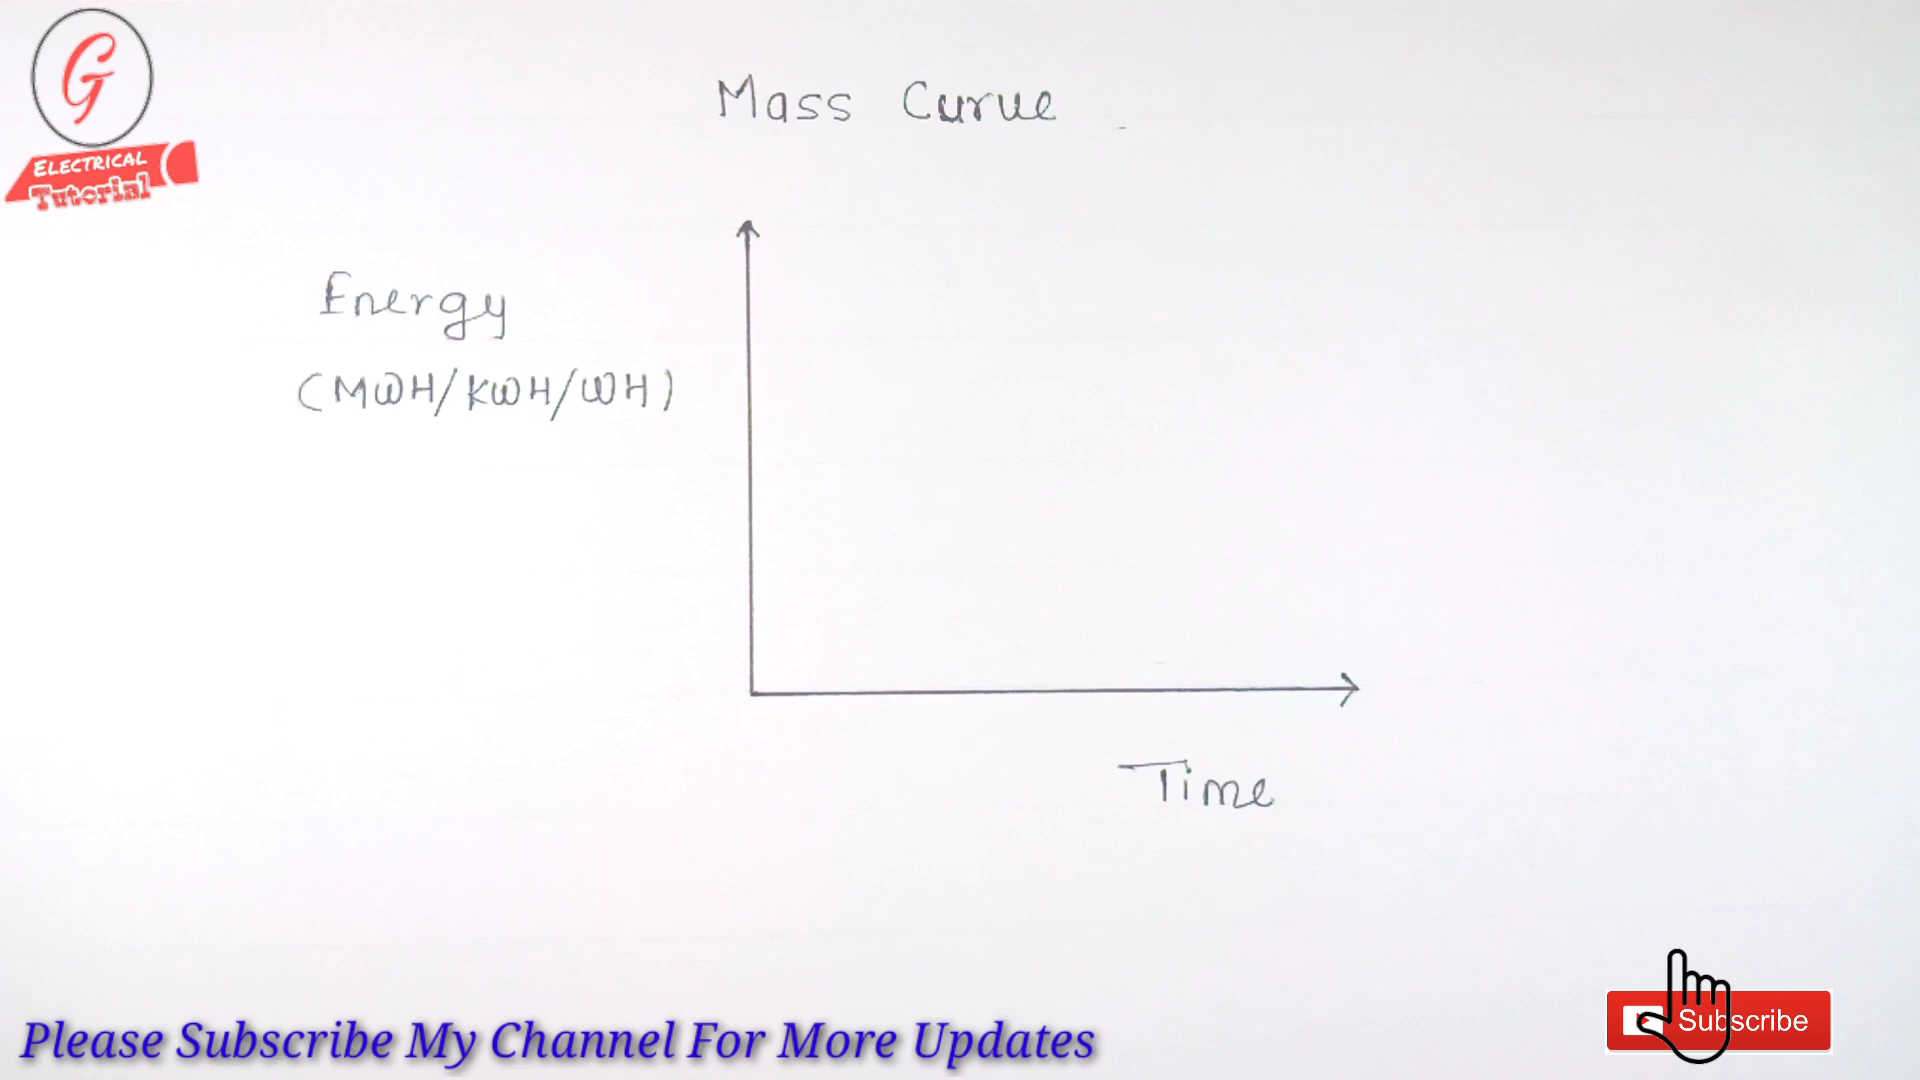 G
ELECTRICAL
Tutorial
Mass Curve
Energy
(MWH/KWH/WH)
Time
Please Subscribe My Channel For More Updates
Subscribe